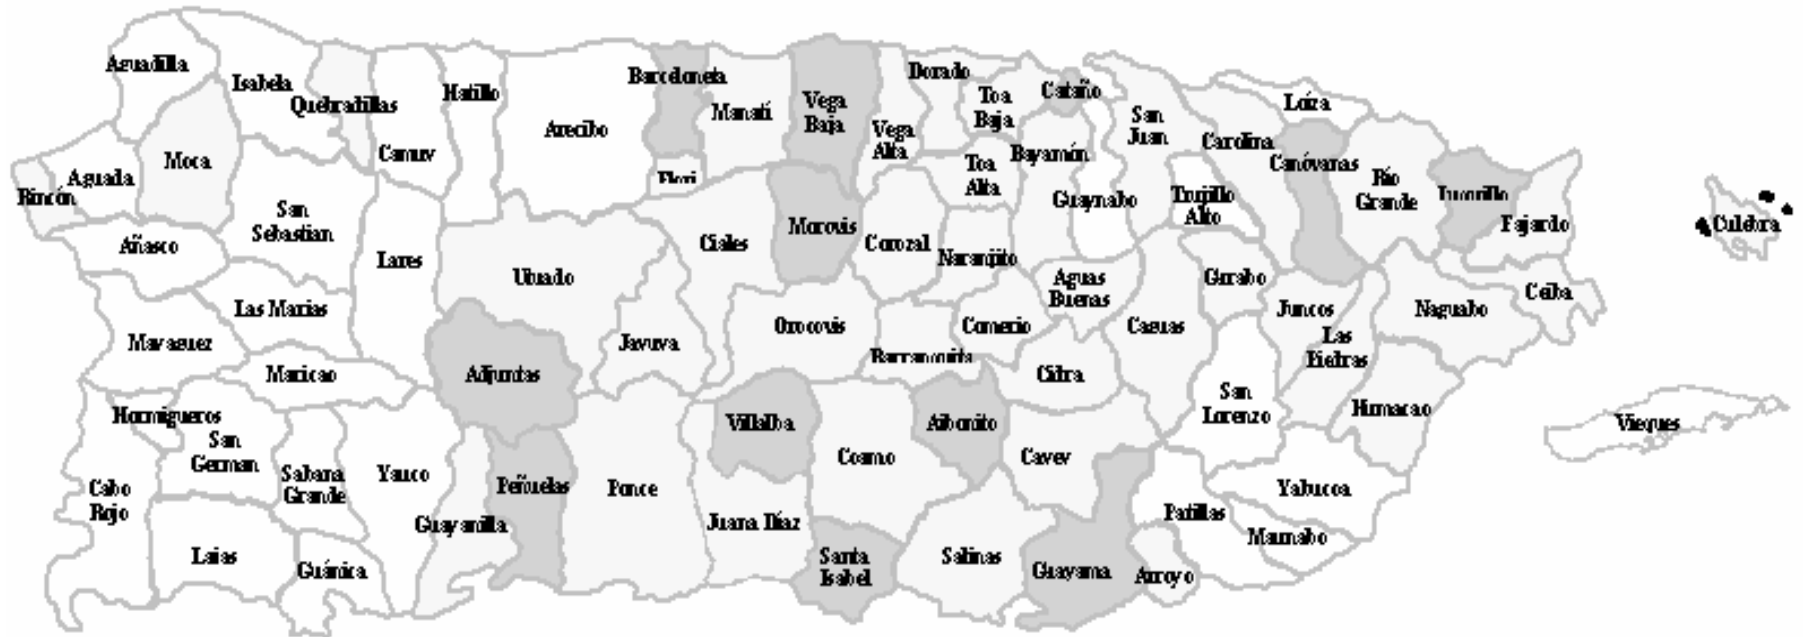 Aguadilla
Isabela
Quebradillas
Camuy
Hatillo
Arecibo
Barceloneta
Manatí
Vega
Baja
Vega
Alta
Dorado
Toa
Baja
Cataño
San
Juan
Carolina
Loíza
Canóvanas
Río
Grande
Luquillo
Fajardo
Culebra
Rincón
Aguada
Moca
San
Sebastian
Lares
Utuado
Flori
Ciales
Morovis
Corozal
Toa
Alta
Bayamón
Naranjito
Guaynabo
Trujillo
Alto
Aguas
Buenas
Gurabo
Juncos
Las
Piedras
Naguabo
Ceiba
Añasco
Las Marias
Mayaguez
Maricao
Adjuntas
Jayuya
Orocovis
Comerio
Cidra
Caguas
San
Lorenzo
Humacao
Vieques
Hormigueros
San
German
Sabana
Grande
Yauco
Cabo
Rojo
Lajas
Guánica
Guayanilla
Peñuelas
Ponce
Villalba
Juana Díaz
Coamo
Aibonito
Cayey
Santa
Isabel
Salinas
Guayama
Arroyo
Patillas
Yabucoa
Maunabo